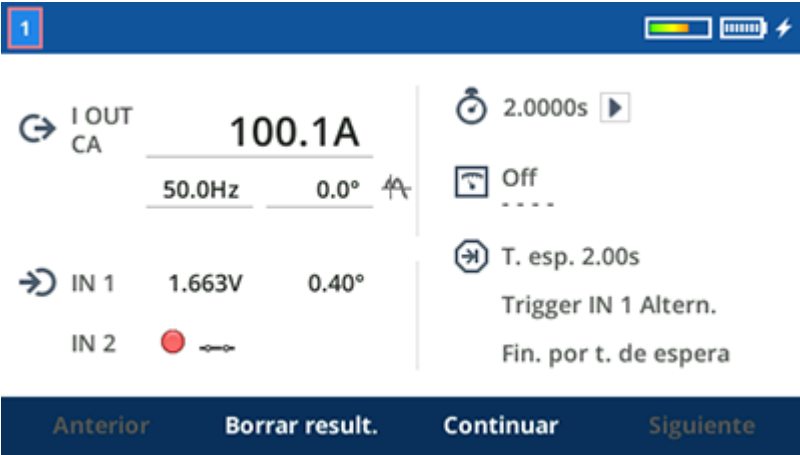 1
I OUT
CA
100.1A
50.0Hz 0.0°
IN 1 1.663V 0.40°
IN 2
2.0000s
Off
- - - -
T. esp. 2.00s
Trigger IN 1 Altern.
Fin. por t. de espera
Anterior Borrar result. Continuar Siguiente